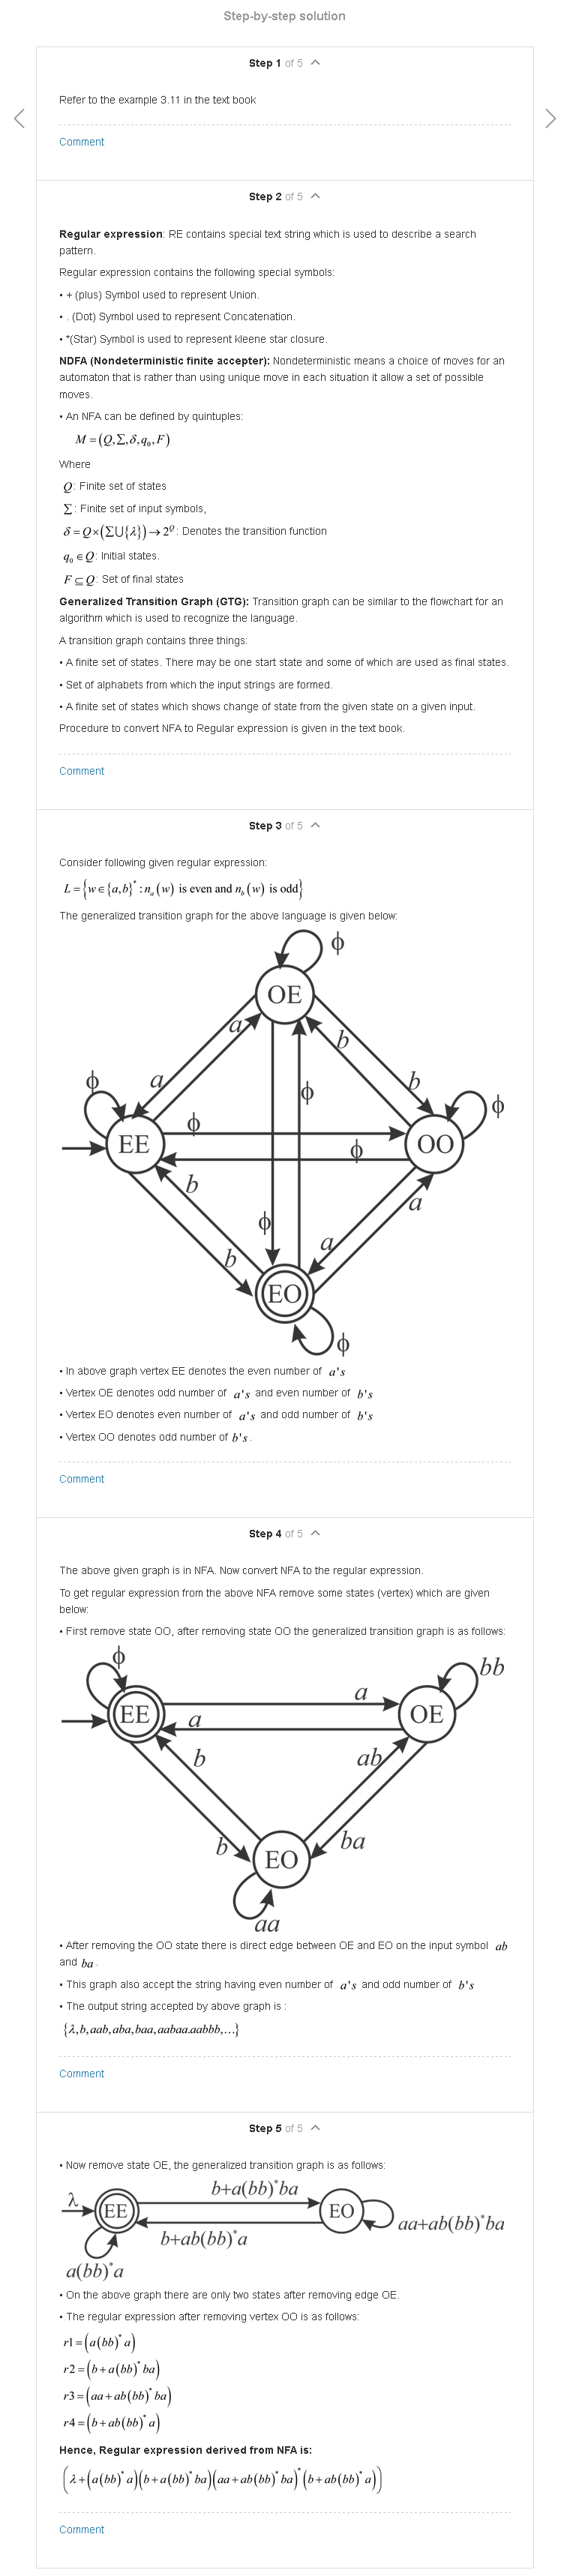 Step-by-step solution
Step 1 of 5
Refer to the example 3.11 in the text book
Comment
Step 2 of 5
Regular expression: RE contains special text string which is used to describe a search
pattern.
Regular expression contains the following special symbols:
• + (plus) Symbol used to represent Union.
• . (Dot) Symbol used to represent Concatenation.
• *(Star) Symbol is used to represent kleene star closure.
NDFA (Nondeterministic finite accepter): Nondeterministic means a choice of moves for an
automaton that is rather than using unique move in each situation it allow a set of possible
moves.
• An NFA can be defined by quintuples:
M = (Q, Σ, δ, q₀, F)
Where
Q: Finite set of states
Σ: Finite set of input symbols,
δ = Q×(Σ∪{λ}) → 2^Q: Denotes the transition function
q₀ ∈ Q: Initial states.
F ⊆ Q: Set of final states
Generalized Transition Graph (GTG): Transition graph can be similar to the flowchart for an
algorithm which is used to recognize the language.
A transition graph contains three things:
• A finite set of states. There may be one start state and some of which are used as final states.
• Set of alphabets from which the input strings are formed.
• A finite set of states which shows change of state from the given state on a given input.
Procedure to convert NFA to Regular expression is given in the text book.
Comment
Step 3 of 5
Consider following given regular expression:
L = {w ∈ {a,b}* : nₐ(w) is even and n_b(w) is odd}
The generalized transition graph for the above language is given below:
ϕ
OE
a
b
a
b
ϕ
ϕ
ϕ
ϕ
EE
OO
ϕ
b
a
ϕ
a
b
EO
ϕ
• In above graph vertex EE denotes the even number of a's
• Vertex OE denotes odd number of a's and even number of b's
• Vertex EO denotes even number of a's and odd number of b's
• Vertex OO denotes odd number of b's.
Comment
Step 4 of 5
The above given graph is in NFA. Now convert NFA to the regular expression.
To get regular expression from the above NFA remove some states (vertex) which are given
below:
• First remove state OO, after removing state OO the generalized transition graph is as follows:
ϕ
bb
a
EE
OE
a
b
ab
b
ba
EO
aa
• After removing the OO state there is direct edge between OE and EO on the input symbol ab
and ba.
• This graph also accept the string having even number of a's and odd number of b's
• The output string accepted by above graph is :
{λ,b,aab,aba,baa,aabaa.aabbb,...}
Comment
Step 5 of 5
• Now remove state OE, the generalized transition graph is as follows:
b+a(bb)*ba
λ
EE
EO
aa+ab(bb)*ba
b+ab(bb)*a
a(bb)*a
• On the above graph there are only two states after removing edge OE.
• The regular expression after removing vertex OO is as follows:
r1 = (a(bb)*a)
r2 = (b+a(bb)*ba)
r3 = (aa+ab(bb)*ba)
r4 = (b+ab(bb)*a)
Hence, Regular expression derived from NFA is:
(λ+(a(bb)*a)(b+a(bb)*ba)(aa+ab(bb)*ba)*(b+ab(bb)*a))
Comment